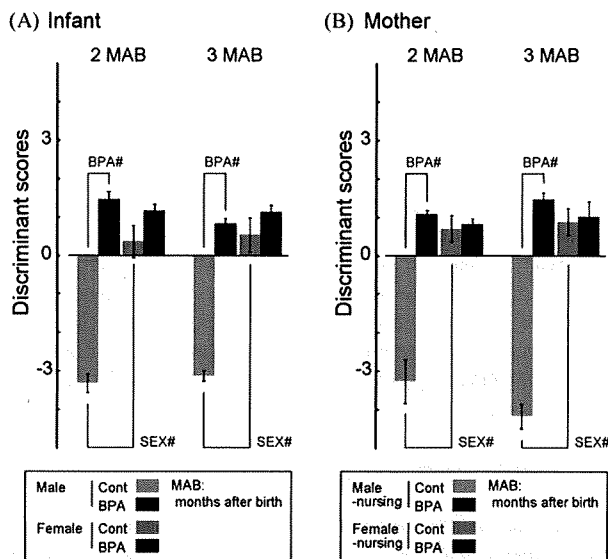 (A) Infant
2 MAB 3 MAB
Discriminant scores
3
0
-3
BPA# BPA#
SEX# SEX#
Male Cont MAB:
BPA months after birth
Female Cont
BPA
(B) Mother
2 MAB 3 MAB
Discriminant scores
3
0
-3
BPA# BPA#
SEX# SEX#
Male Cont MAB:
-nursing BPA months after birth
Female Cont
-nursing BPA